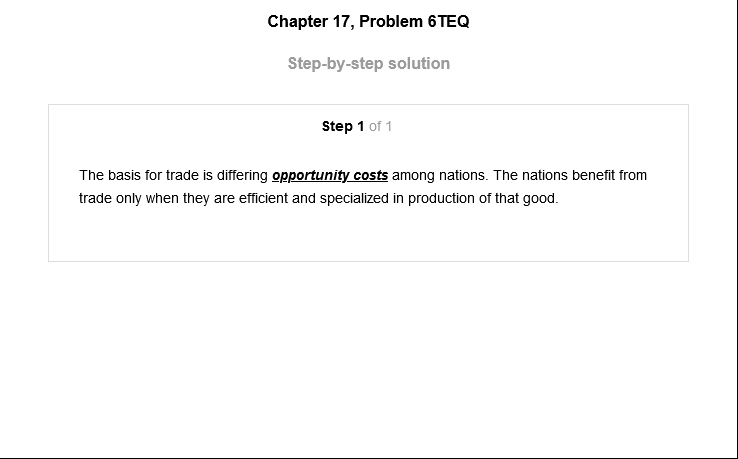 Chapter 17, Problem 6TEQ
Step-by-step solution
Step 1 of 1
The basis for trade is differing opportunity costs among nations. The nations benefit from
trade only when they are efficient and specialized in production of that good.